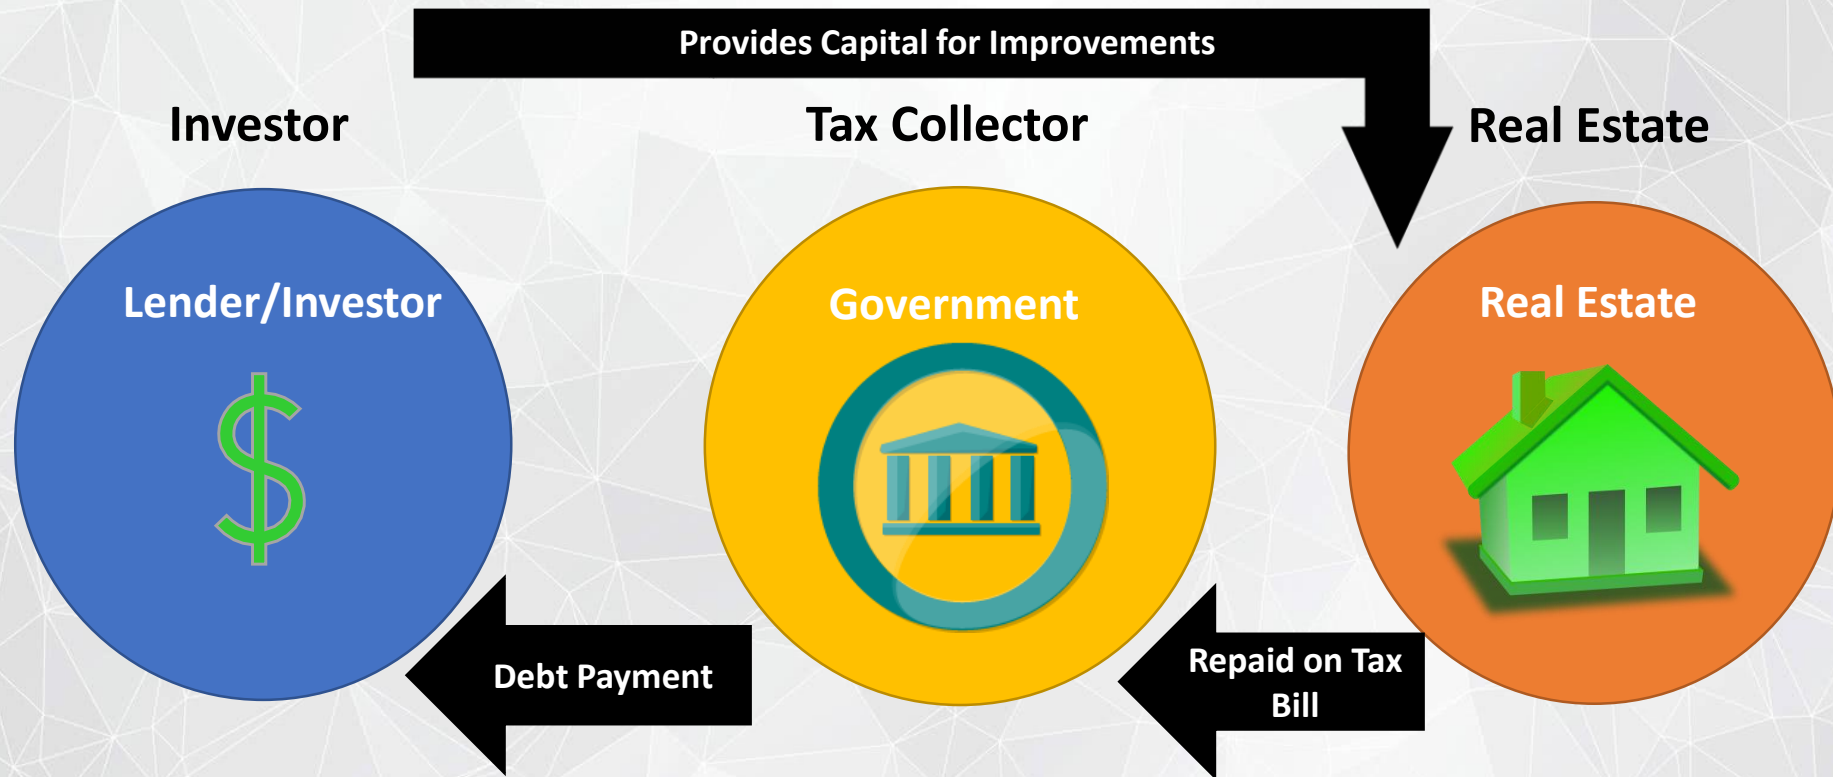 Provides Capital for Improvements
Investor
Tax Collector
Real Estate
Lender/Investor
Government
Real Estate
Debt Payment
Repaid on Tax
Bill